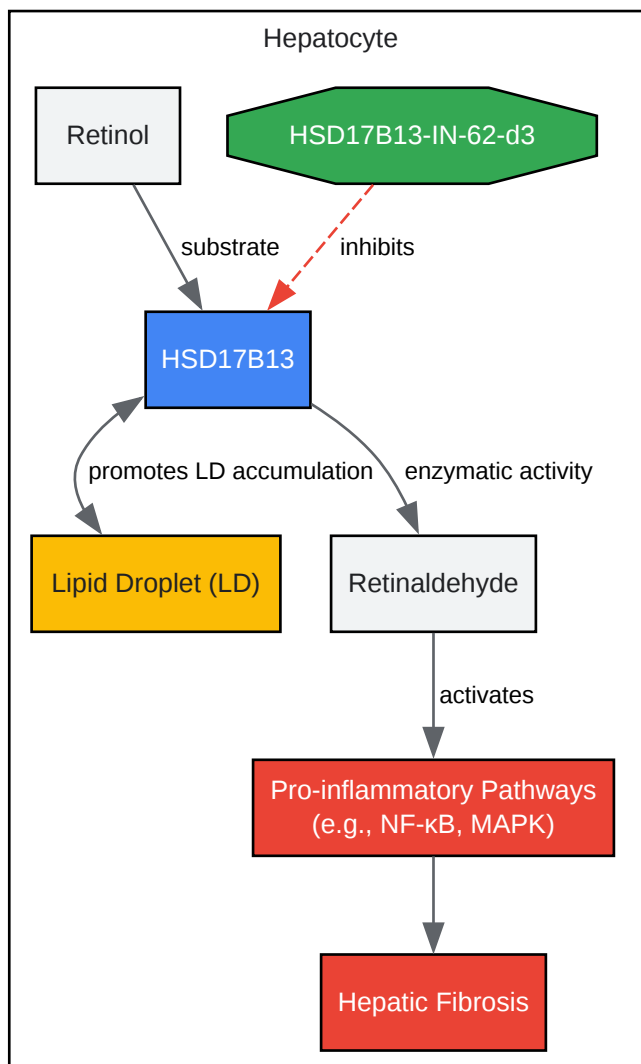 Hepatocyte
Retinol
HSD17B13-IN-62-d3
substrate
inhibits
HSD17B13
promotes LD accumulation
enzymatic activity
Lipid Droplet (LD)
Retinaldehyde
activates
Pro-inflammatory Pathways
(e.g., NF-κB, MAPK)
Hepatic Fibrosis